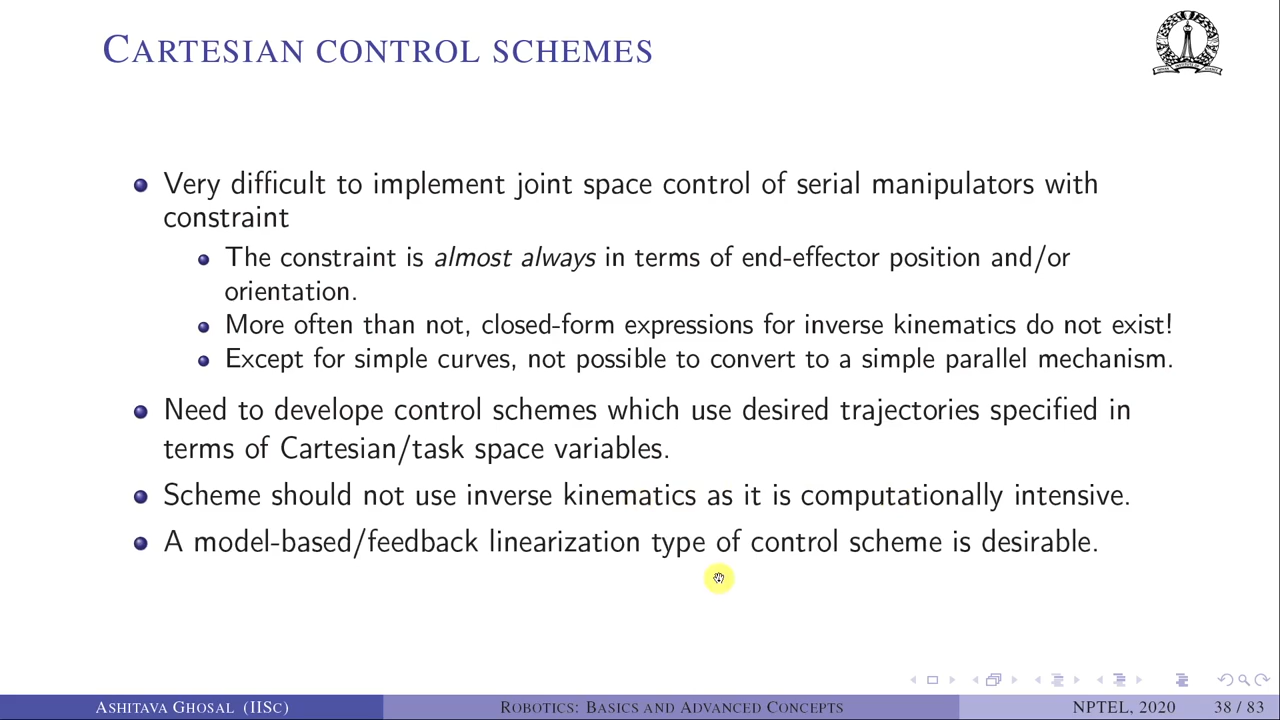 CARTESIAN CONTROL SCHEMES
Very difficult to implement joint space control of serial manipulators with
constraint
The constraint is almost always in terms of end-effector position and/or
orientation.
More often than not, closed-form expressions for inverse kinematics do not exist!
Except for simple curves, not possible to convert to a simple parallel mechanism.
Need to develope control schemes which use desired trajectories specified in
terms of Cartesian/task space variables.
Scheme should not use inverse kinematics as it is computationally intensive.
A model-based/feedback linearization type of control scheme is desirable.
ASHITAVA GHOSAL (IISC) ROBOTICS: BASICS AND ADVANCED CONCEPTS NPTEL, 2020 38 / 83